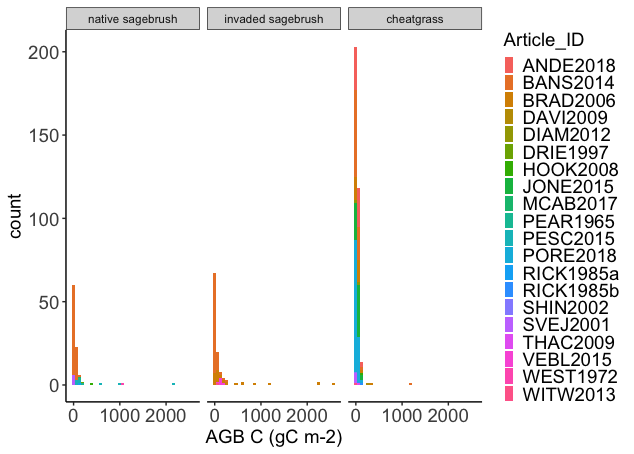 native sagebrush
invaded sagebrush
cheatgrass
count
200
150
100
50
0
0
1000
2000
0
1000
2000
0
1000
2000
AGB C (gC m-2)
Article_ID
ANDE2018
BANS2014
BRAD2006
DAVI2009
DIAM2012
DRIE1997
HOOK2008
JONE2015
MCAB2017
PEAR1965
PESC2015
PORE2018
RICK1985a
RICK1985b
SHIN2002
SVEJ2001
THAC2009
VEBL2015
WEST1972
WITW2013